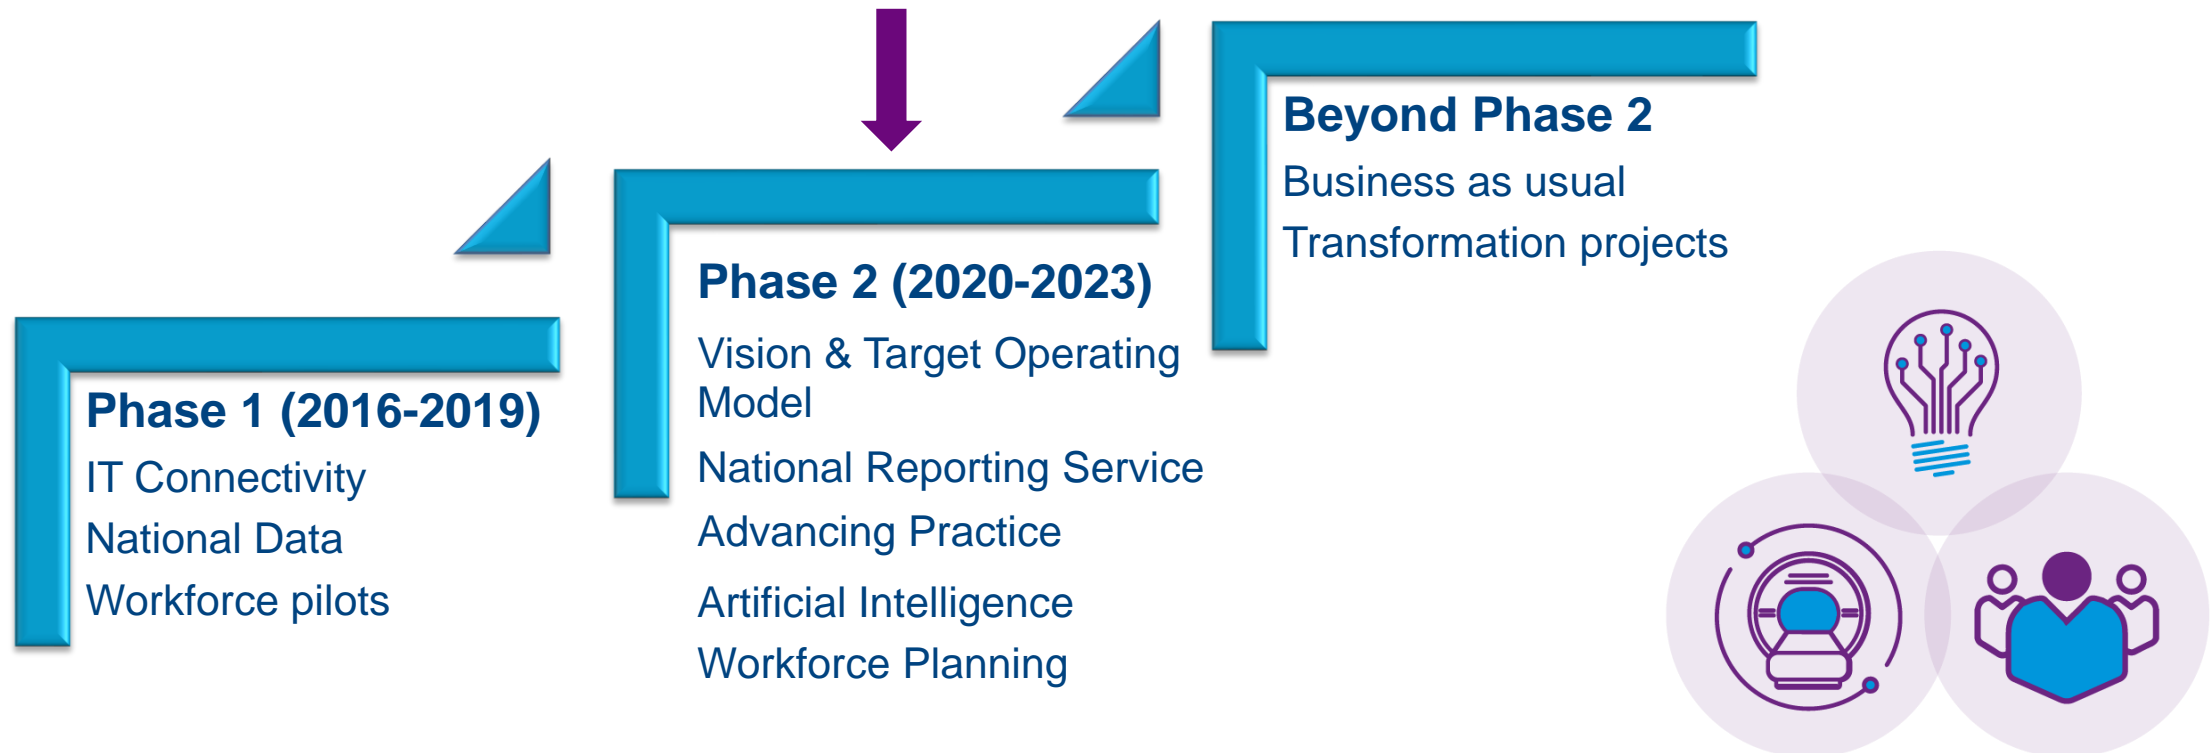 Phase 1 (2016-2019)
IT Connectivity
National Data
Workforce pilots
Phase 2 (2020-2023)
Vision & Target Operating
Model
National Reporting Service
Advancing Practice
Artificial Intelligence
Workforce Planning
Beyond Phase 2
Business as usual
Transformation projects